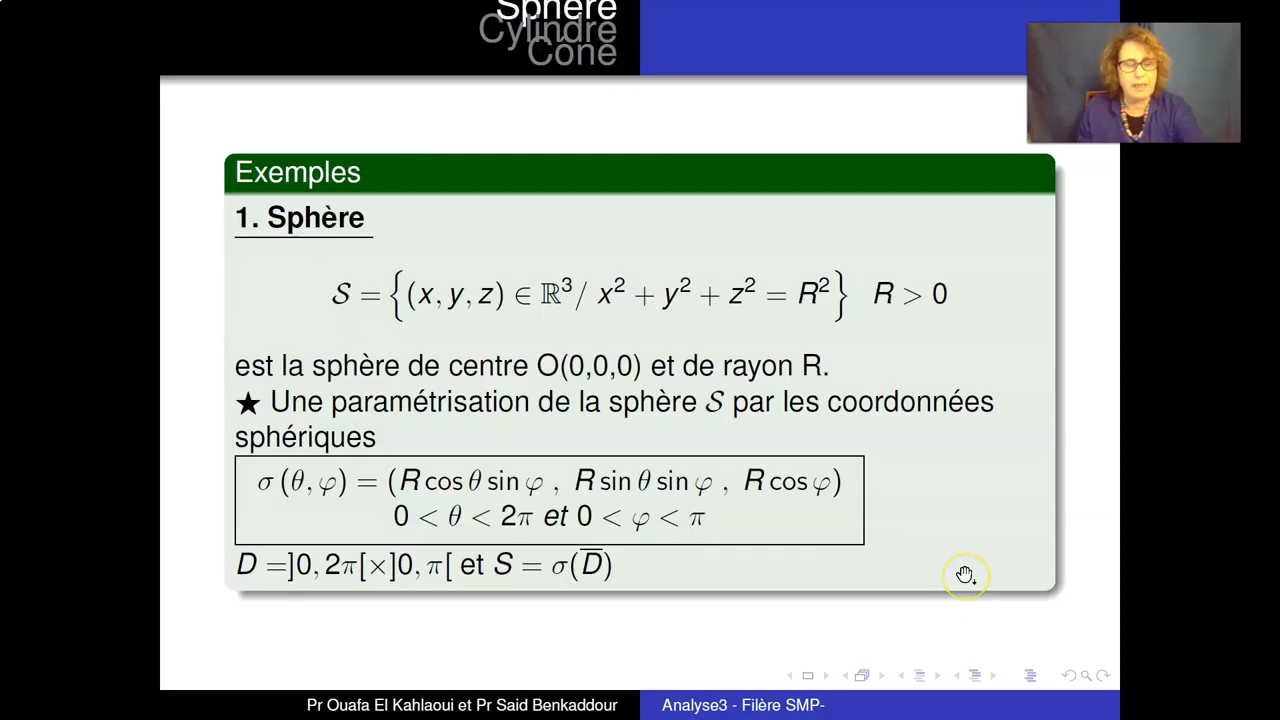 Sphère
Cylindre
Cône
Exemples
1. Sphère
𝒮 = {(x, y, z) ∈ ℝ³/ x² + y² + z² = R²} R > 0
est la sphère de centre O(0,0,0) et de rayon R.
★ Une paramétrisation de la sphère 𝒮 par les coordonnées
sphériques
σ (θ, φ) = (R cos θ sin φ , R sin θ sin φ , R cos φ)
0 < θ < 2π et 0 < φ < π
D =]0, 2π[×]0, π[ et S = σ(D̅)
Pr Ouafa El Kahlaoui et Pr Said Benkaddour
Analyse3 - Filère SMP-